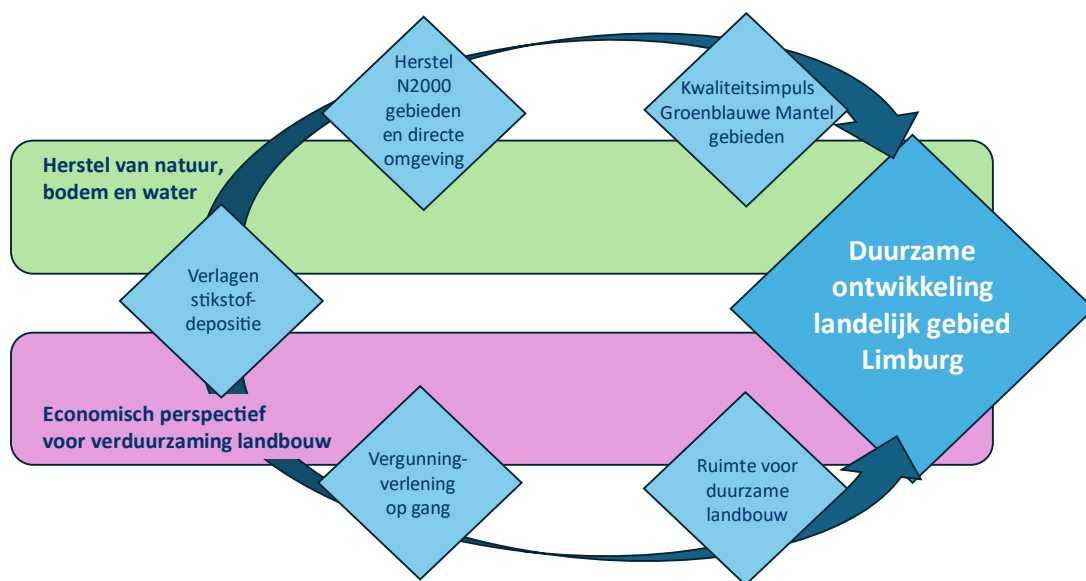 Herstel
N2000
gebieden
en directe
omgeving
Kwaliteitsimpuls
Groenblauwe Mantel
gebieden
Herstel van natuur,
bodem en water
Verlagen
stikstof-
depositie
Duurzame
ontwikkeling
landelijk gebied
Limburg
Economisch perspectief
voor verduurzaming landbouw
Vergunning-
verlening
op gang
Ruimte voor
duurzame
landbouw